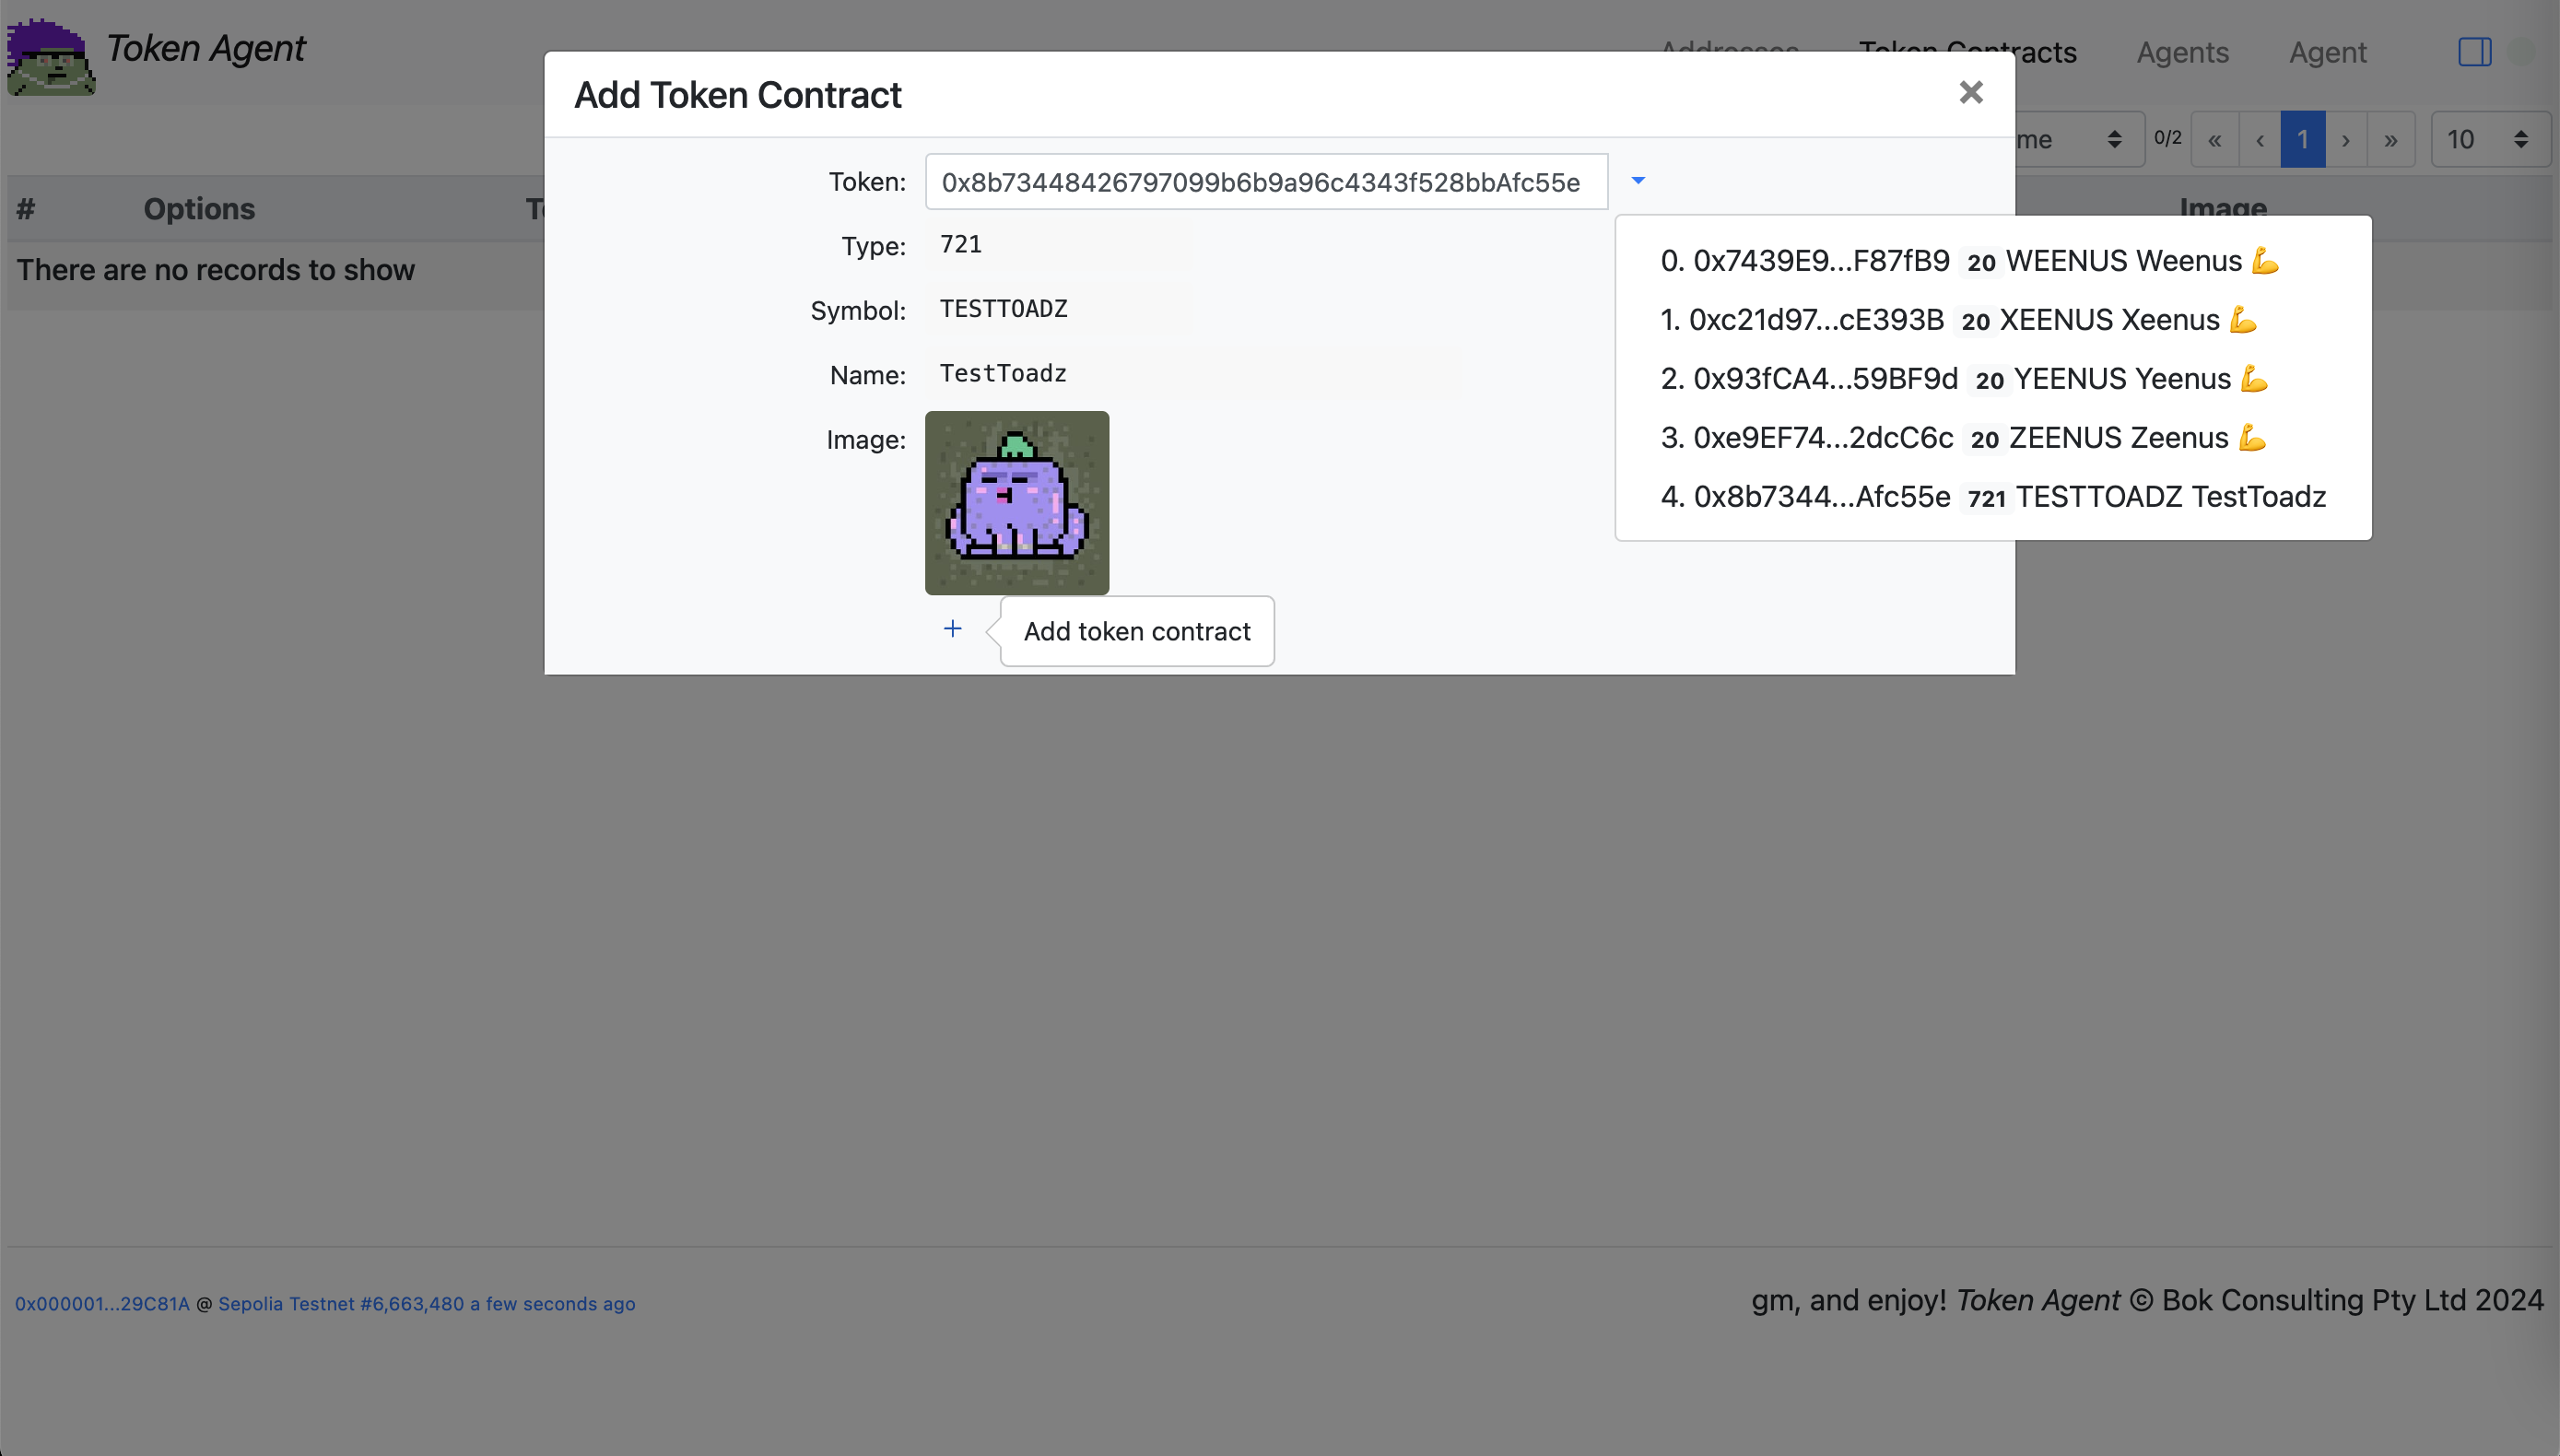 Token Agent
Token Contracts
Agents
Agent
Add Token Contract
me
0/2
«
‹
1
›
»
10
#
Options
Image
There are no records to show
Token:
0x8b73448426797099b6b9a96c4343f528bbAfc55e
Type:
721
Symbol:
TESTTOADZ
Name:
TestToadz
Image:
0. 0x7439E9...F87fB9 20 WEENUS Weenus 💪
1. 0xc21d97...cE393B 20 XEENUS Xeenus 💪
2. 0x93fCA4...59BF9d 20 YEENUS Yeenus 💪
3. 0xe9EF74...2dcC6c 20 ZEENUS Zeenus 💪
4. 0x8b7344...Afc55e 721 TESTTOADZ TestToadz
Add token contract
0x000001...29C81A @ Sepolia Testnet #6,663,480 a few seconds ago
gm, and enjoy! Token Agent © Bok Consulting Pty Ltd 2024